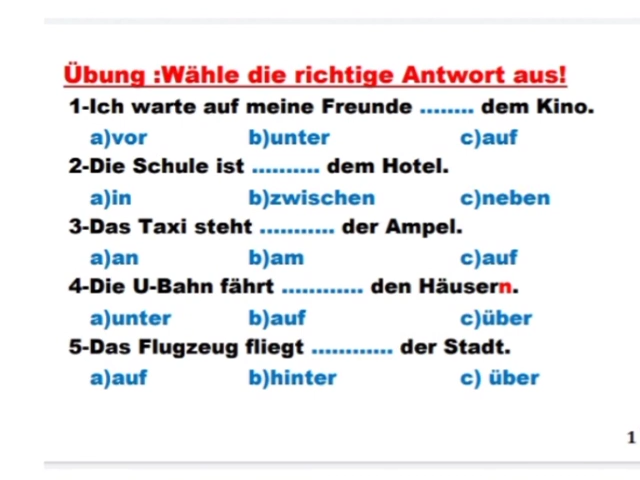 Übung :Wähle die richtige Antwort aus!
1-Ich warte auf meine Freunde ........ dem Kino.
a)vor b)unter c)auf
2-Die Schule ist .......... dem Hotel.
a)in b)zwischen c)neben
3-Das Taxi steht ........... der Ampel.
a)an b)am c)auf
4-Die U-Bahn fährt ............ den Häusern.
a)unter b)auf c)über
5-Das Flugzeug fliegt ............ der Stadt.
a)auf b)hinter c) über
1